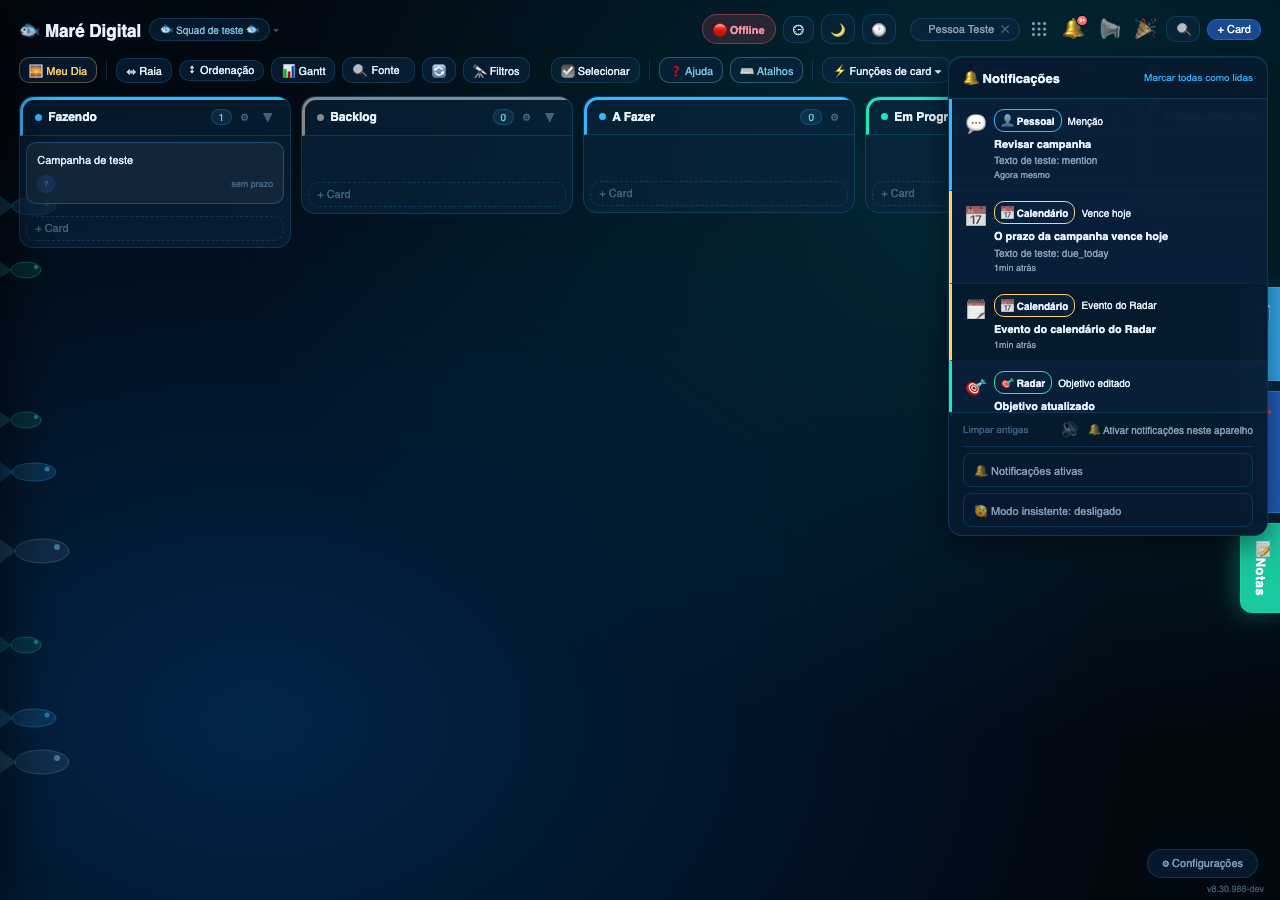 Maré Digital
Squad de teste
Offline
Pessoa Teste
9+
+ Card
Meu Dia
Raia
Ordenação
Gantt
Fonte
Filtros
Selecionar
Ajuda
Atalhos
Funções de card
Fazendo
1
Campanha de teste
?
sem prazo
+ Card
Backlog
0
+ Card
A Fazer
0
+ Card
Em Progr
+ Card
Notificações
Marcar todas como lidas
Pessoal
Menção
Revisar campanha
Texto de teste: mention
Agora mesmo
17
Calendário
Vence hoje
O prazo da campanha vence hoje
Texto de teste: due_today
1min atrás
Calendário
Evento do Radar
Evento do calendário do Radar
1min atrás
Radar
Objetivo editado
Objetivo atualizado
Limpar antigas
Ativar notificações neste aparelho
Notificações ativas
Modo insistente: desligado
Notas
Configurações
v8.30.986-dev